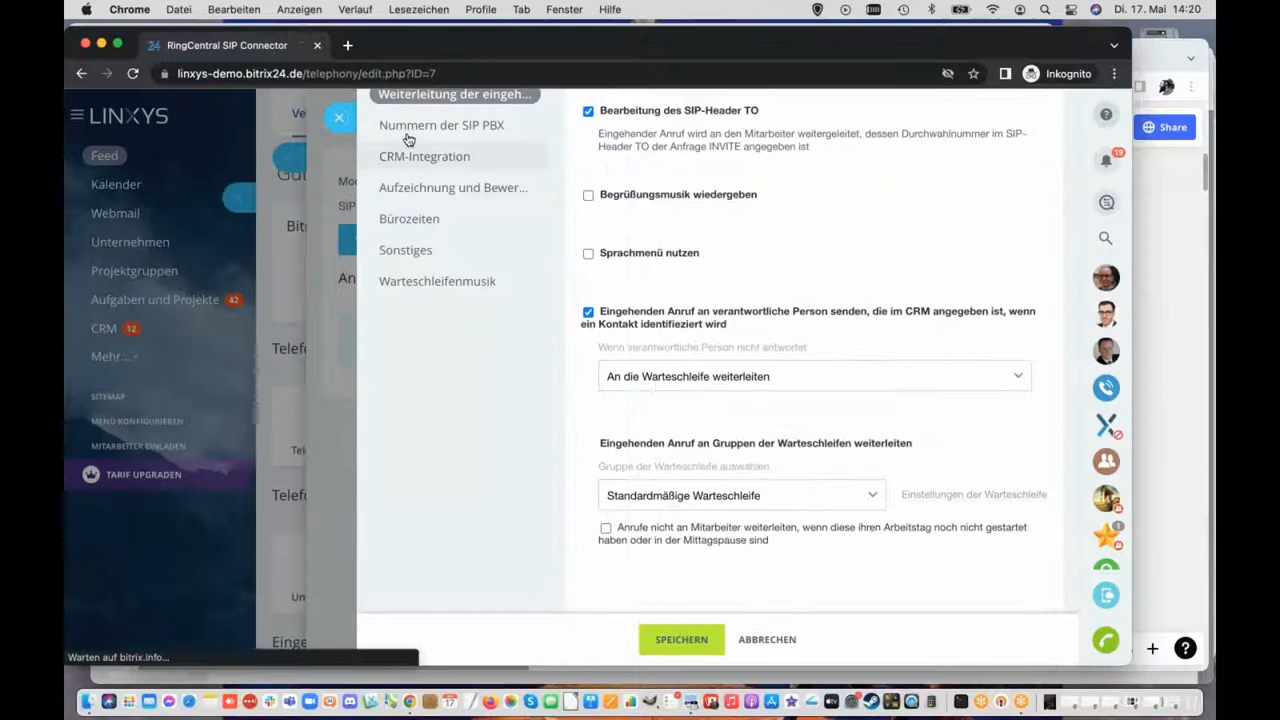 Chrome Datei Bearbeiten Anzeigen Verlauf Lesezeichen Profile Tab Fenster Hilfe Di. 17. Mai 14:20
24 RingCentral SIP Connector
linxys-demo.bitrix24.de/telephony/edit.php?ID=7 Inkognito
LINXYS
Feed
Kalender
Webmail
Unternehmen
Projektgruppen
Aufgaben und Projekte 42
CRM 12
Mehr...
SITEMAP
MENÜ KONFIGURIEREN
MITARBEITER EINLADEN
TARIF UPGRADEN
Weiterleitung der eingeh...
Nummern der SIP PBX
CRM-Integration
Aufzeichnung und Bewer...
Bürozeiten
Sonstiges
Warteschleifenmusik
Bearbeitung des SIP-Header TO
Eingehender Anruf wird an den Mitarbeiter weitergeleitet, dessen Durchwahlnummer im SIP-
Header TO der Anfrage INVITE angegeben ist
Begrüßungsmusik wiedergeben
Sprachmenü nutzen
Eingehenden Anruf an verantwortliche Person senden, die im CRM angegeben ist, wenn
ein Kontakt identifeziert wird
Wenn verantwortliche Person nicht antwortet
An die Warteschleife weiterleiten
Eingehenden Anruf an Gruppen der Warteschleifen weiterleiten
Gruppe der Warteschleife auswählen
Standardmäßige Warteschleife Einstellungen der Warteschleife
Anrufe nicht an Mitarbeiter weiterleiten, wenn diese ihren Arbeitstag noch nicht gestartet
haben oder in der Mittagspause sind
SPEICHERN ABBRECHEN
Share
19
1
Warten auf bitrix.info...